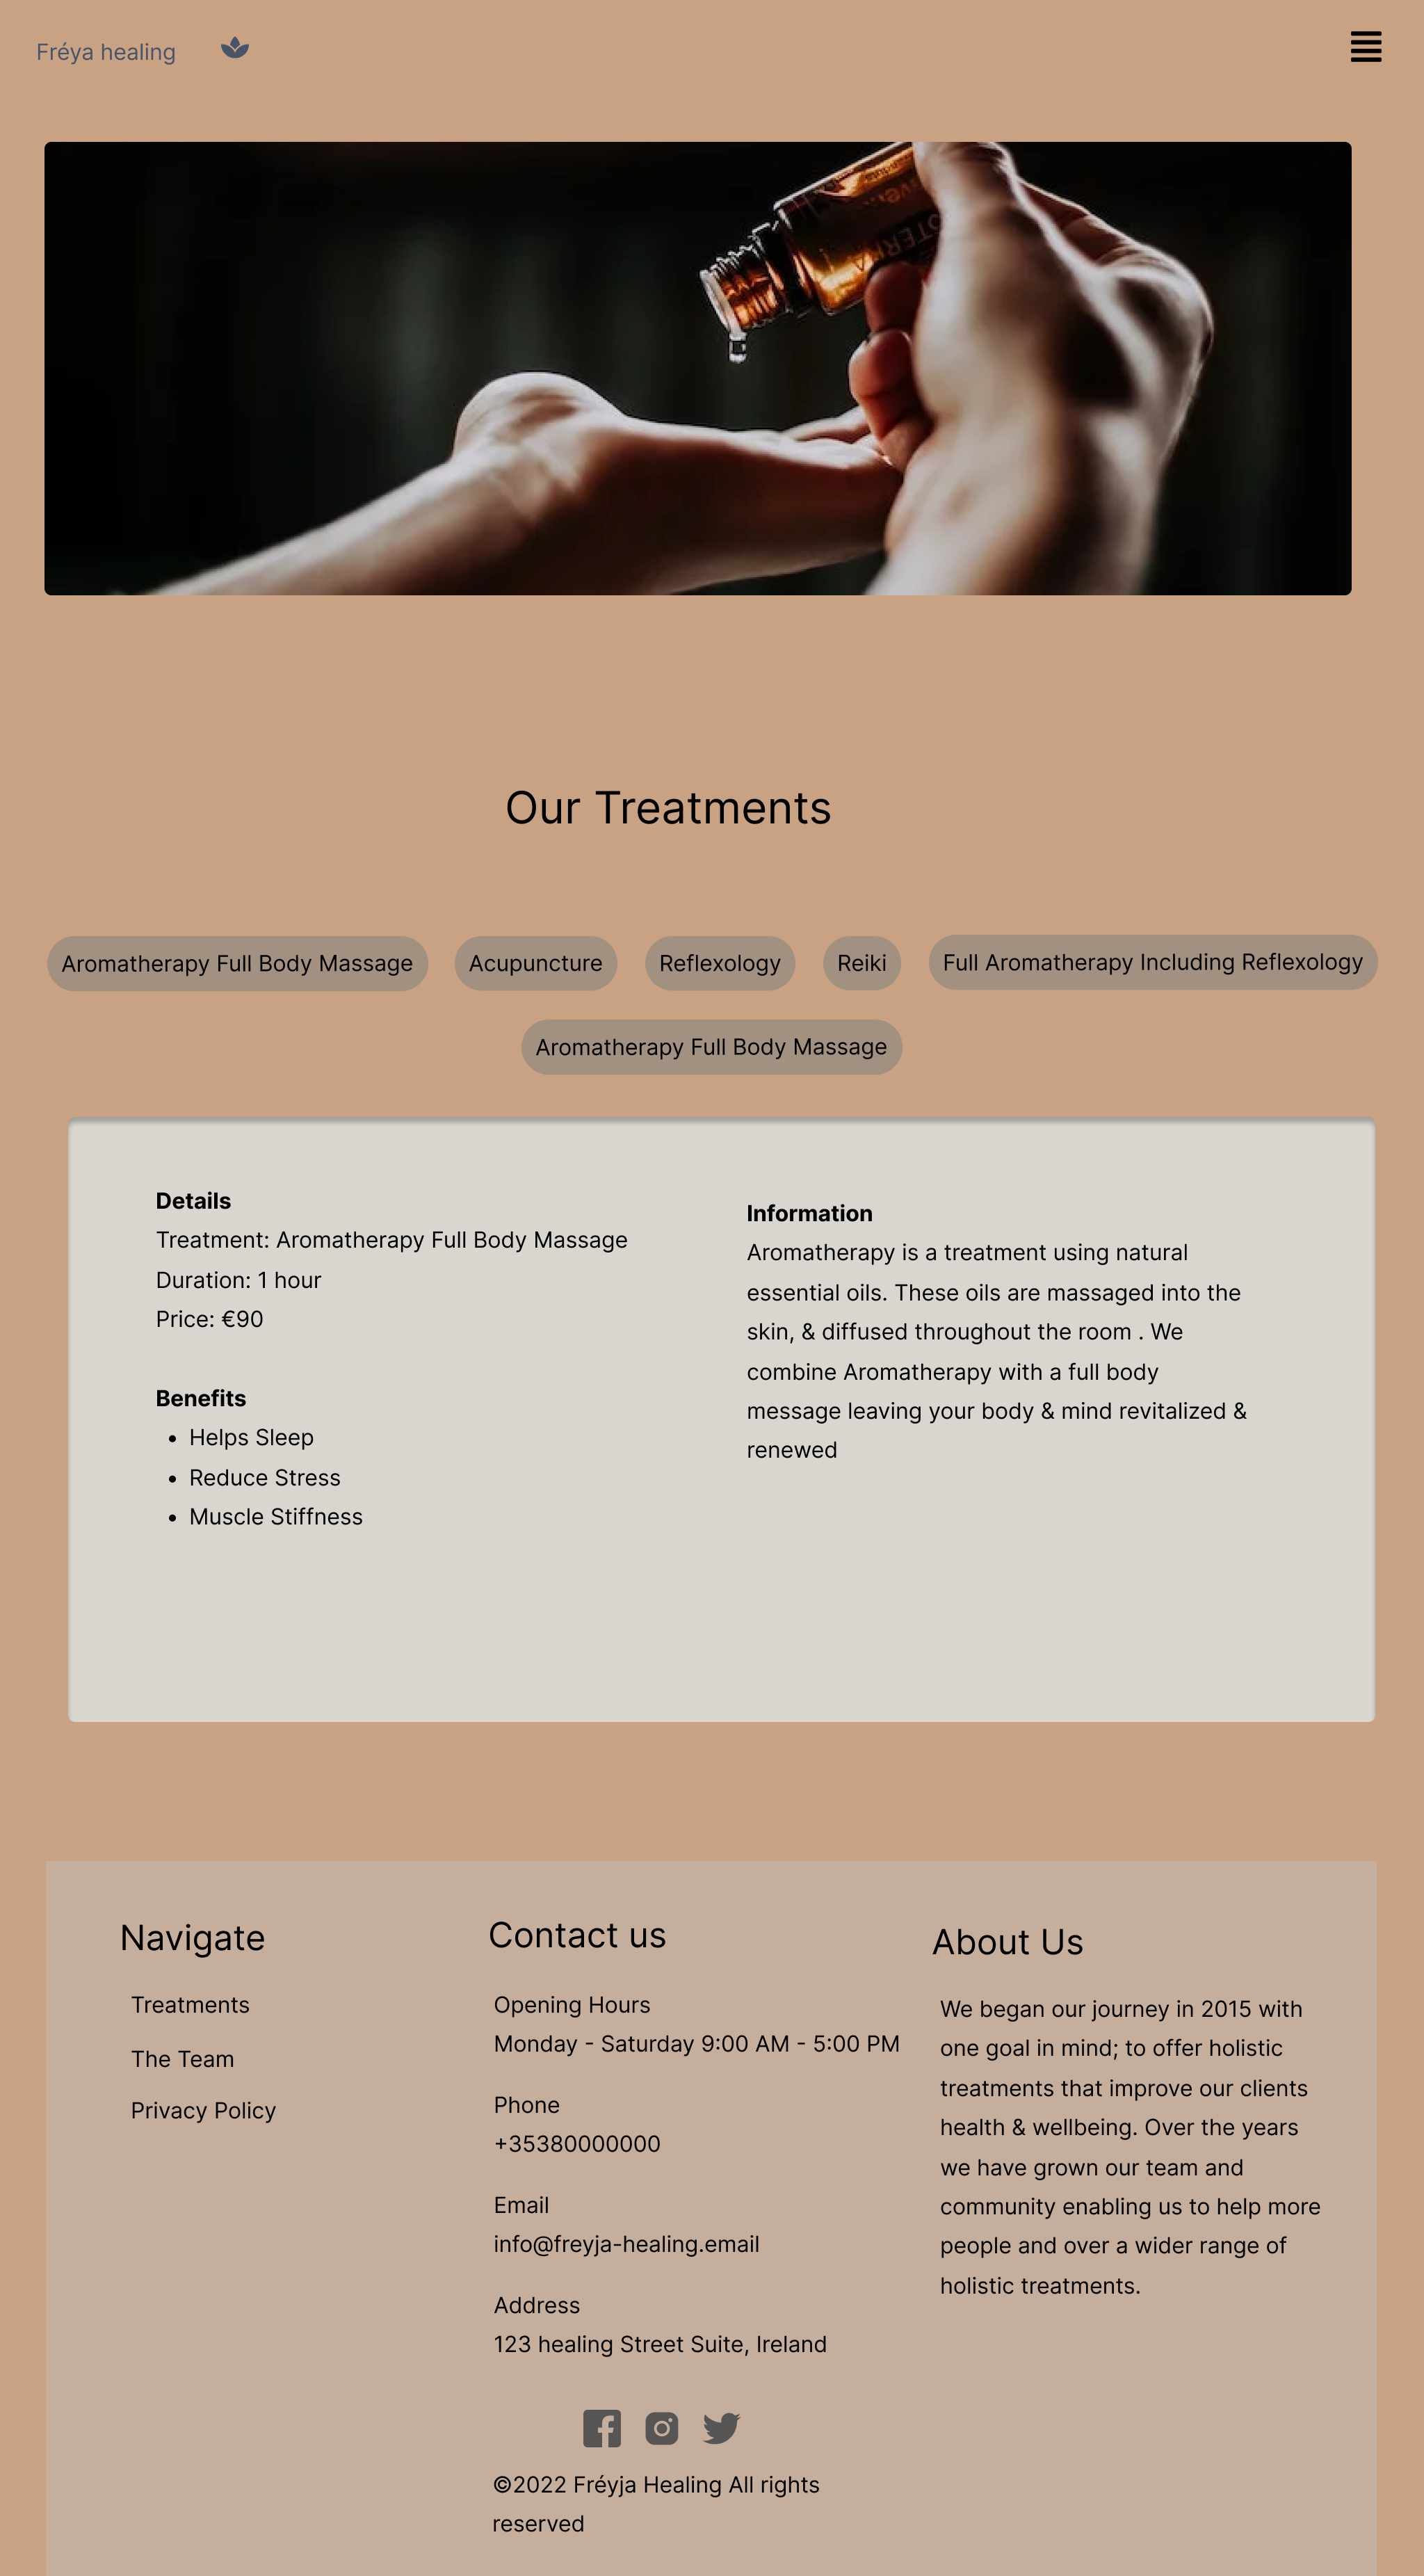 Fréya healing
Our Treatments
Aromatherapy Full Body Massage
Acupuncture
Reflexology
Reiki
Full Aromatherapy Including Reflexology
Aromatherapy Full Body Massage
Details
Treatment: Aromatherapy Full Body Massage
Duration: 1 hour
Price: €90
Benefits
• Helps Sleep
• Reduce Stress
• Muscle Stiffness
Information
Aromatherapy is a treatment using natural
essential oils. These oils are massaged into the
skin, & diffused throughout the room . We
combine Aromatherapy with a full body
message leaving your body & mind revitalized &
renewed
Navigate
Treatments
The Team
Privacy Policy
Contact us
Opening Hours
Monday - Saturday 9:00 AM - 5:00 PM
Phone
+35380000000
Email
info@freyja-healing.email
Address
123 healing Street Suite, Ireland
©2022 Fréyja Healing All rights
reserved
About Us
We began our journey in 2015 with
one goal in mind; to offer holistic
treatments that improve our clients
health & wellbeing. Over the years
we have grown our team and
community enabling us to help more
people and over a wider range of
holistic treatments.